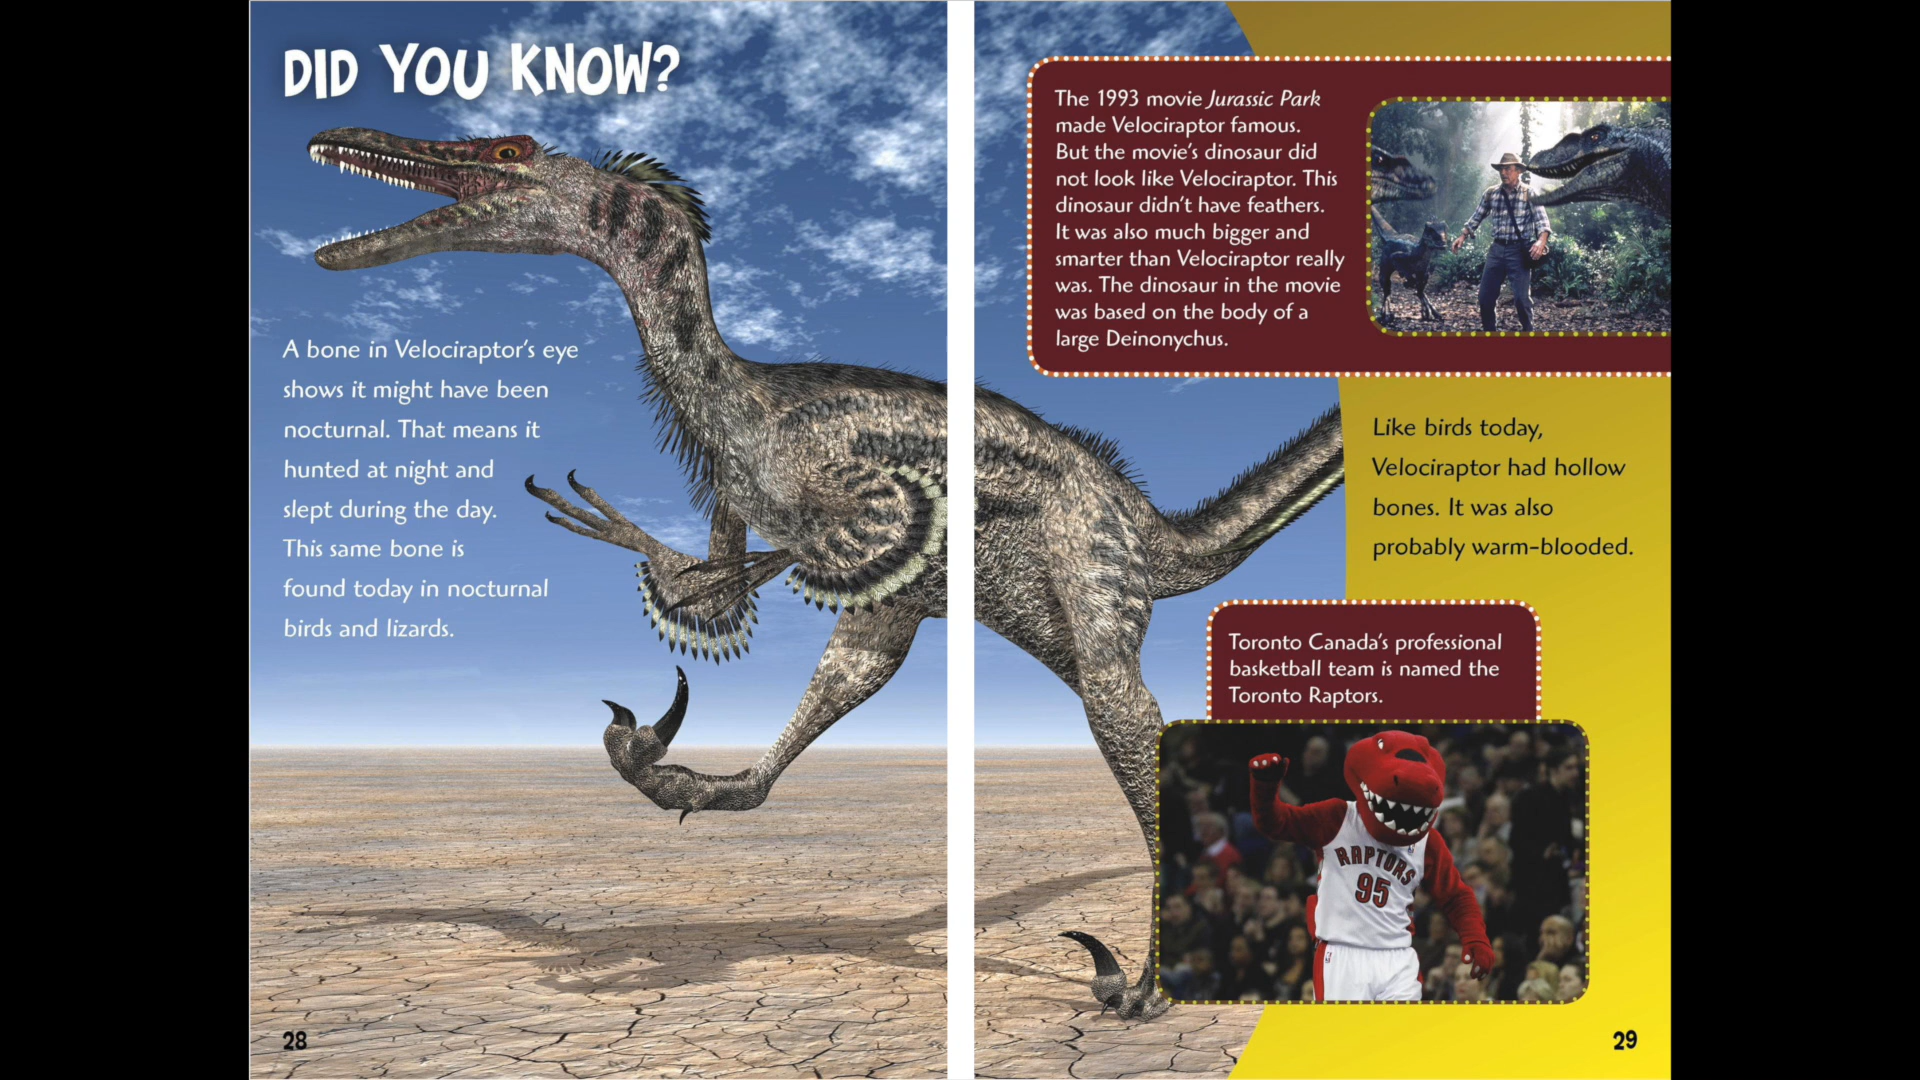 DID YOU KNOW?
A bone in Velociraptor's eye
shows it might have been
nocturnal. That means it
hunted at night and
slept during the day.
This same bone is
found today in nocturnal
birds and lizards.
28
The 1993 movie Jurassic Park
made Velociraptor famous.
But the movie's dinosaur did
not look like Velociraptor. This
dinosaur didn't have feathers.
It was also much bigger and
smarter than Velociraptor really
was. The dinosaur in the movie
was based on the body of a
large Deinonychus.
Like birds today,
Velociraptor had hollow
bones. It was also
probably warm-blooded.
Toronto Canada's professional
basketball team is named the
Toronto Raptors.
RAPTORS
95
29